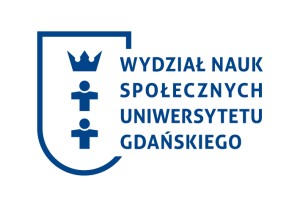 WYDZIAŁ NAUK
SPOŁECZNYCH
UNIWERSYTETU
GDAŃSKIEGO